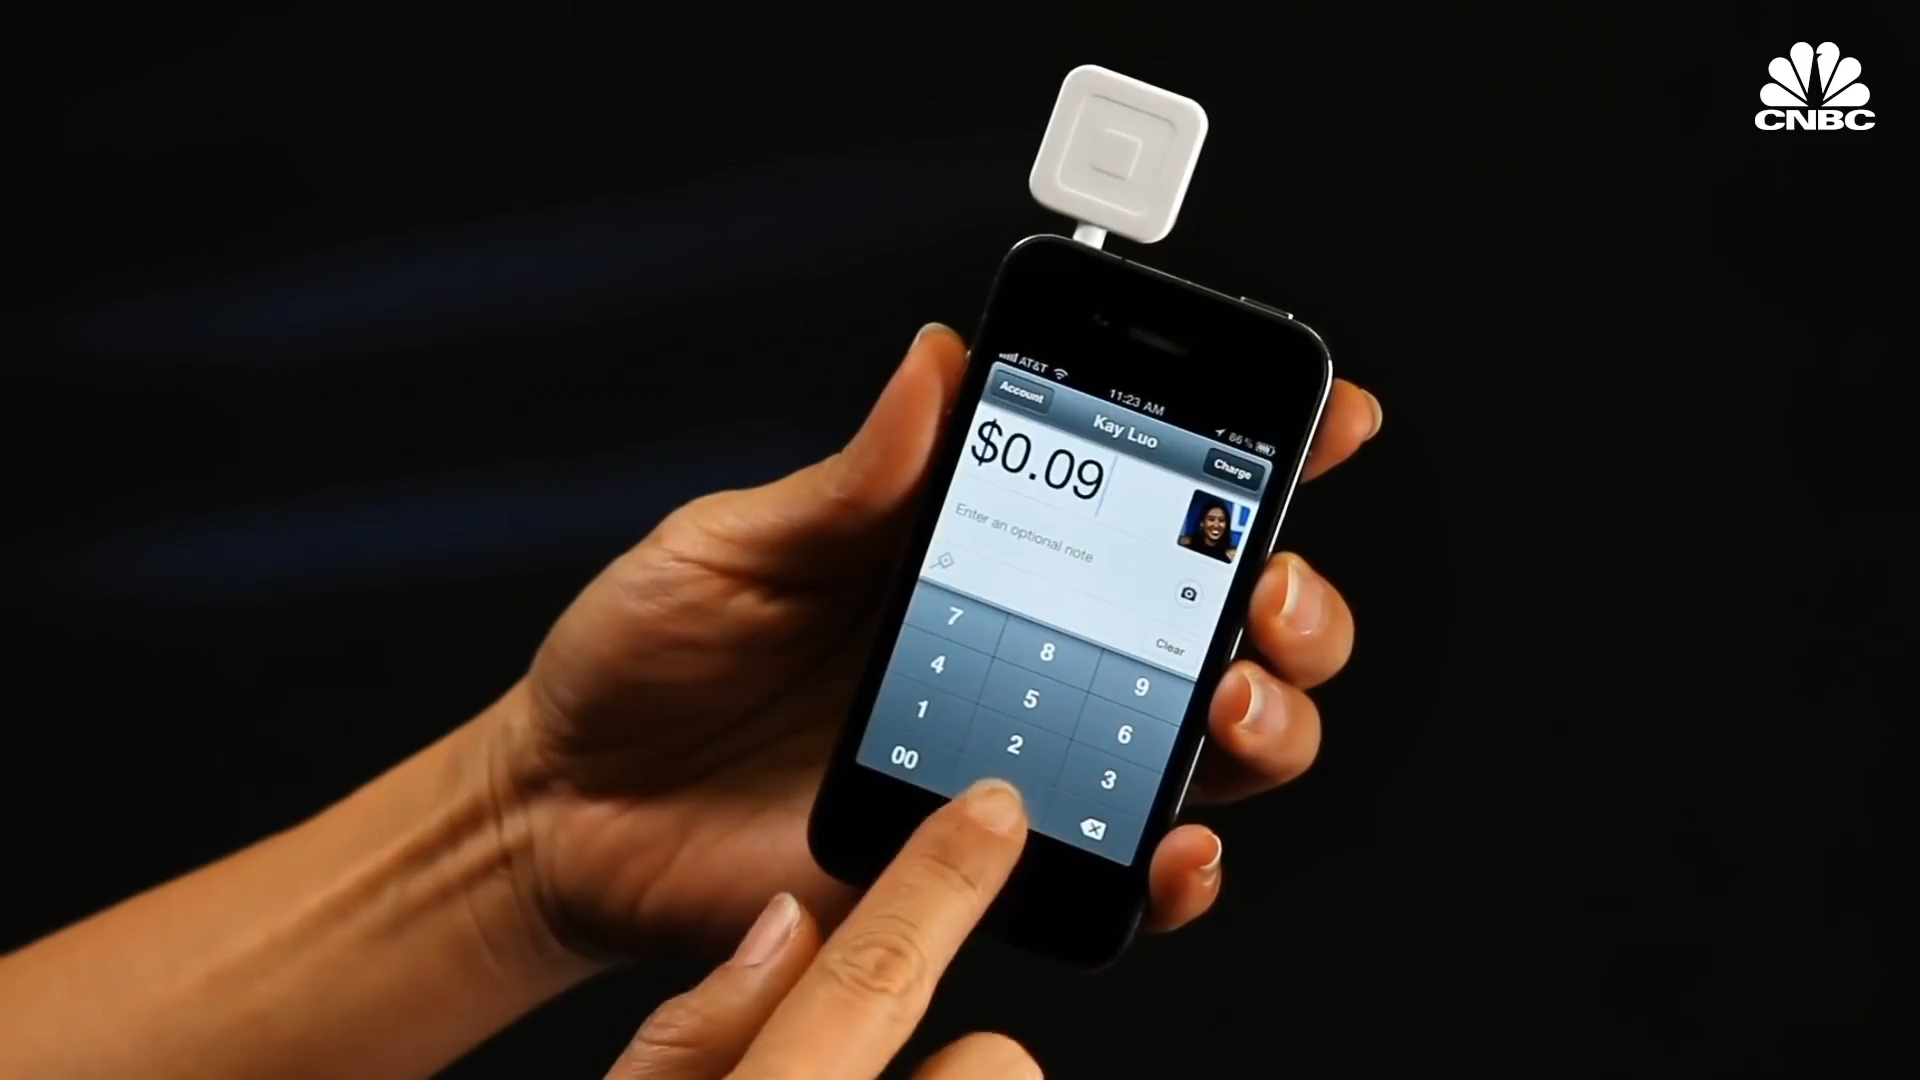 CNBC
AT&T
11:23 AM
86%
Account
Kay Luo
Charge
$0.09
Enter an optional note
Clear
7 8 9
4 5 6
1 2 3
00